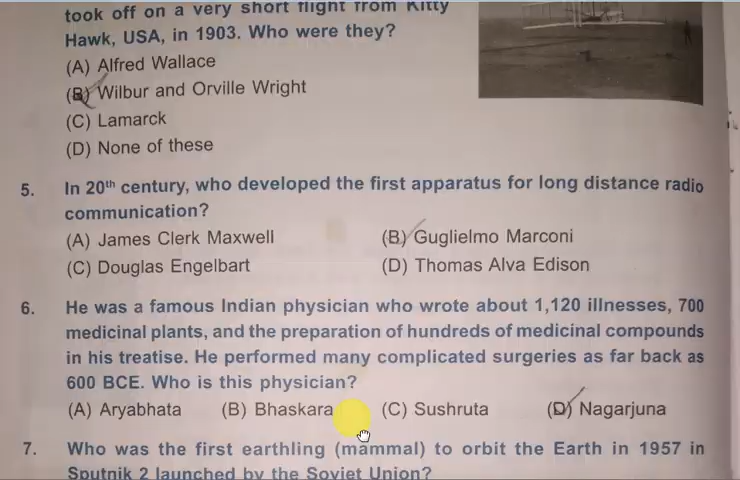 took off on a very short flight from Kitty
Hawk, USA, in 1903. Who were they?
(A) Alfred Wallace
(B) Wilbur and Orville Wright
(C) Lamarck
(D) None of these
5. In 20th century, who developed the first apparatus for long distance radio
communication?
(A) James Clerk Maxwell (B) Guglielmo Marconi
(C) Douglas Engelbart (D) Thomas Alva Edison
6. He was a famous Indian physician who wrote about 1,120 illnesses, 700
medicinal plants, and the preparation of hundreds of medicinal compounds
in his treatise. He performed many complicated surgeries as far back as
600 BCE. Who is this physician?
(A) Aryabhata (B) Bhaskara (C) Sushruta (D) Nagarjuna
7. Who was the first earthling (mammal) to orbit the Earth in 1957 in
Sputnik 2 launched by the Soviet Union?